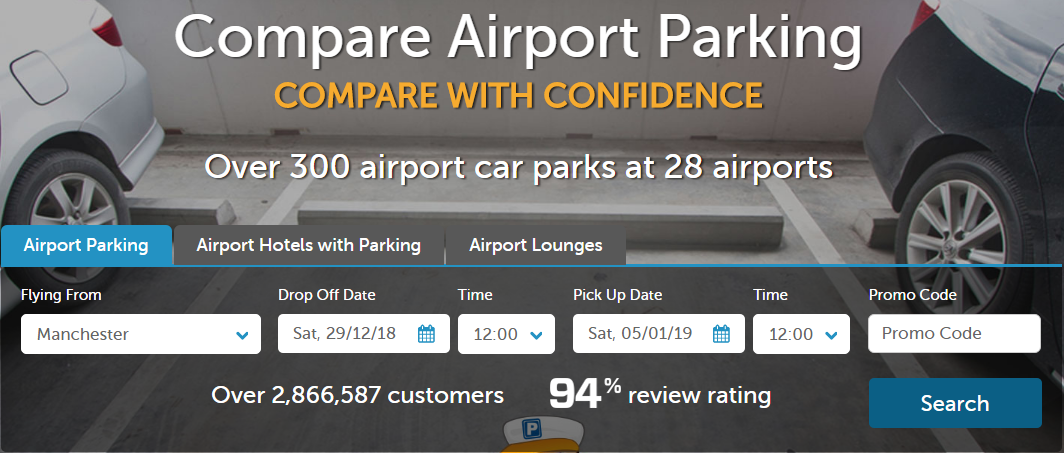 Compare Airport Parking
COMPARE WITH CONFIDENCE
Over 300 airport car parks at 28 airports
Airport Parking Airport Hotels with Parking Airport Lounges
Flying From Drop Off Date Time Pick Up Date Time Promo Code
Manchester Sat, 29/12/18 12:00 Sat, 05/01/19 12:00 Promo Code
Over 2,866,587 customers 94% review rating
Search
P